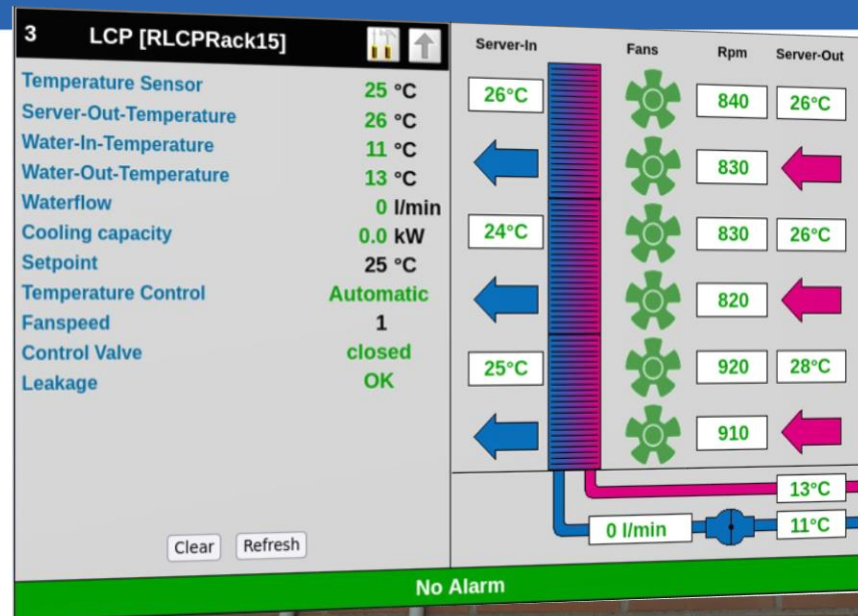 3 LCP [RLCPRack15]
Temperature Sensor 25 °C
Server-Out-Temperature 26 °C
Water-In-Temperature 11 °C
Water-Out-Temperature 13 °C
Waterflow 0 l/min
Cooling capacity 0.0 kW
Setpoint 25 °C
Temperature Control Automatic
Fanspeed 1
Control Valve closed
Leakage OK
Clear Refresh
Server-In Fans Rpm Server-Out
26°C 840 26°C
830
24°C 830 26°C
820
25°C 920 28°C
910
13°C
0 l/min 11°C
No Alarm